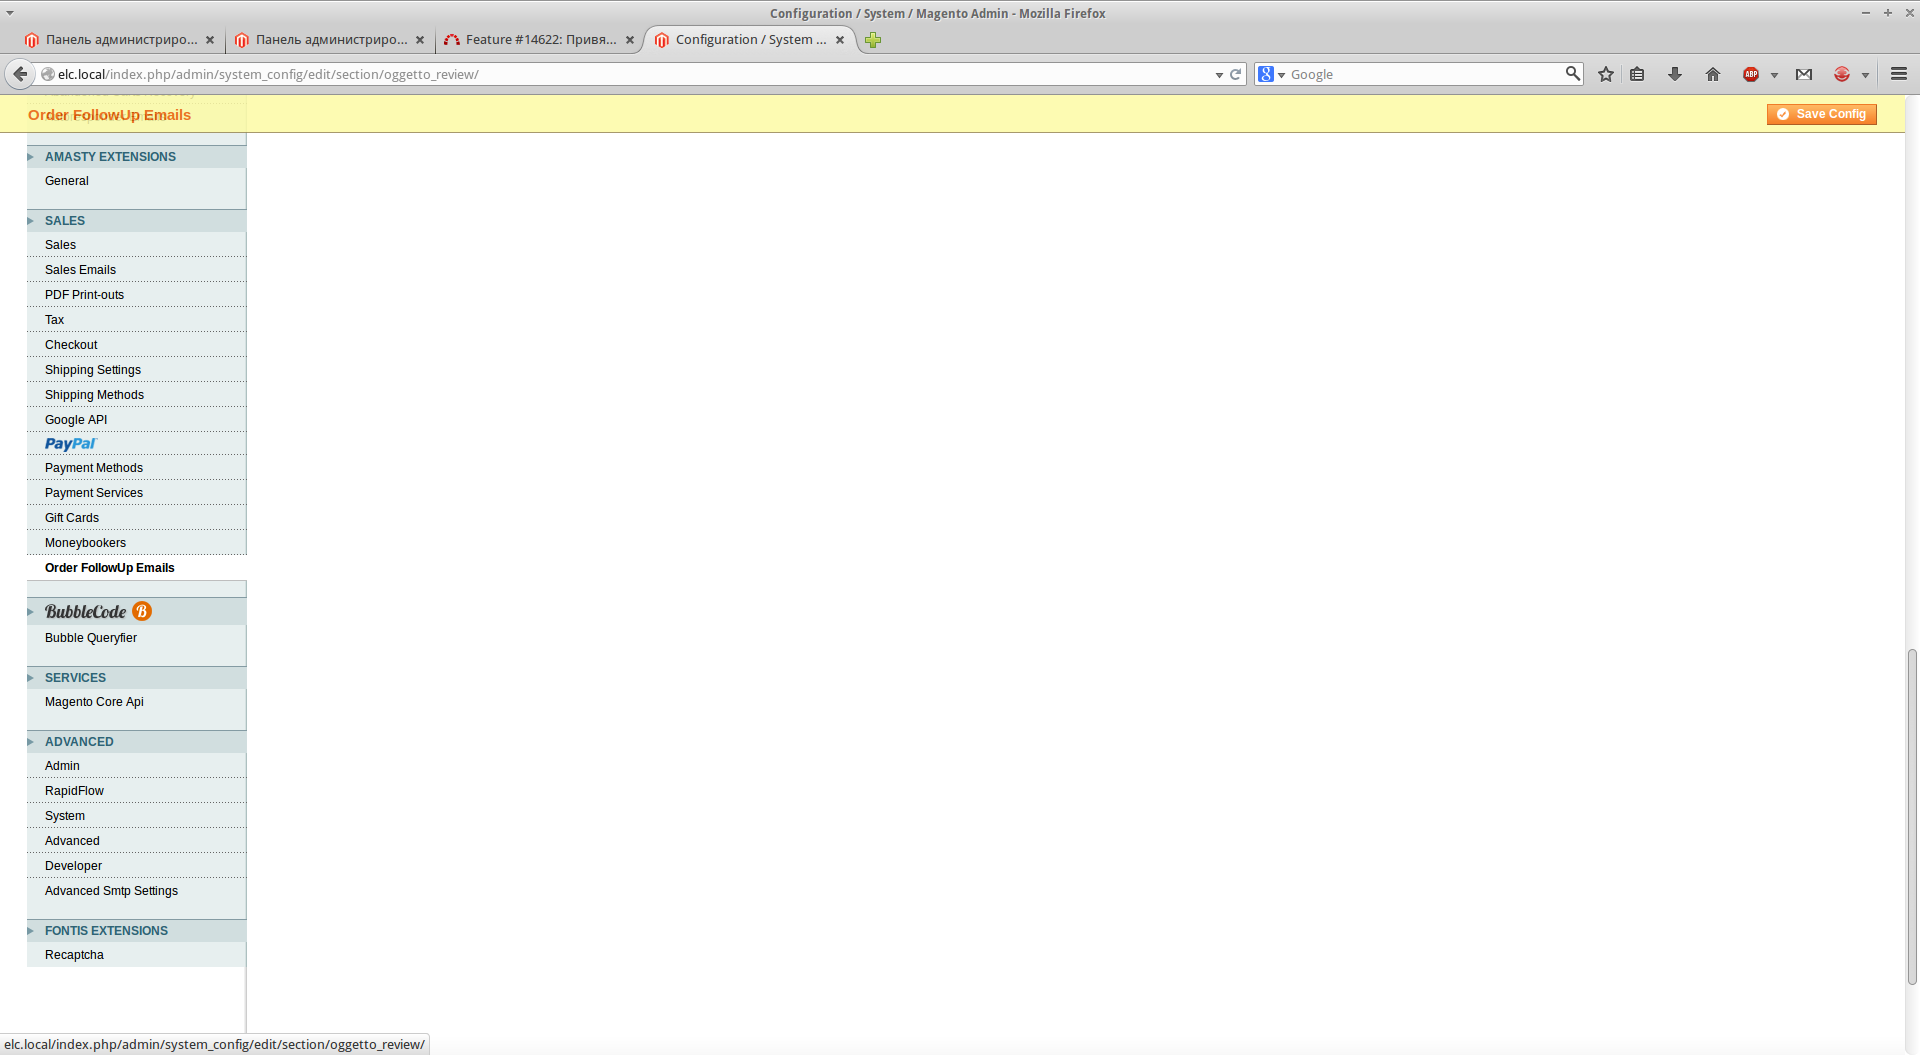 Configuration / System / Magento Admin - Mozilla Firefox
Панель администриро...
Панель администриро...
Feature #14622: Привя...
Configuration / System ...
elc.local/index.php/admin/system_config/edit/section/oggetto_review/
8
Google
ABP
Order FollowUp Emails
Save Config
AMASTY EXTENSIONS
General
SALES
Sales
Sales Emails
PDF Print-outs
Tax
Checkout
Shipping Settings
Shipping Methods
Google API
PayPal
Payment Methods
Payment Services
Gift Cards
Moneybookers
Order FollowUp Emails
BubbleCode B
Bubble Queryfier
SERVICES
Magento Core Api
ADVANCED
Admin
RapidFlow
System
Advanced
Developer
Advanced Smtp Settings
FONTIS EXTENSIONS
Recaptcha
elc.local/index.php/admin/system_config/edit/section/oggetto_review/